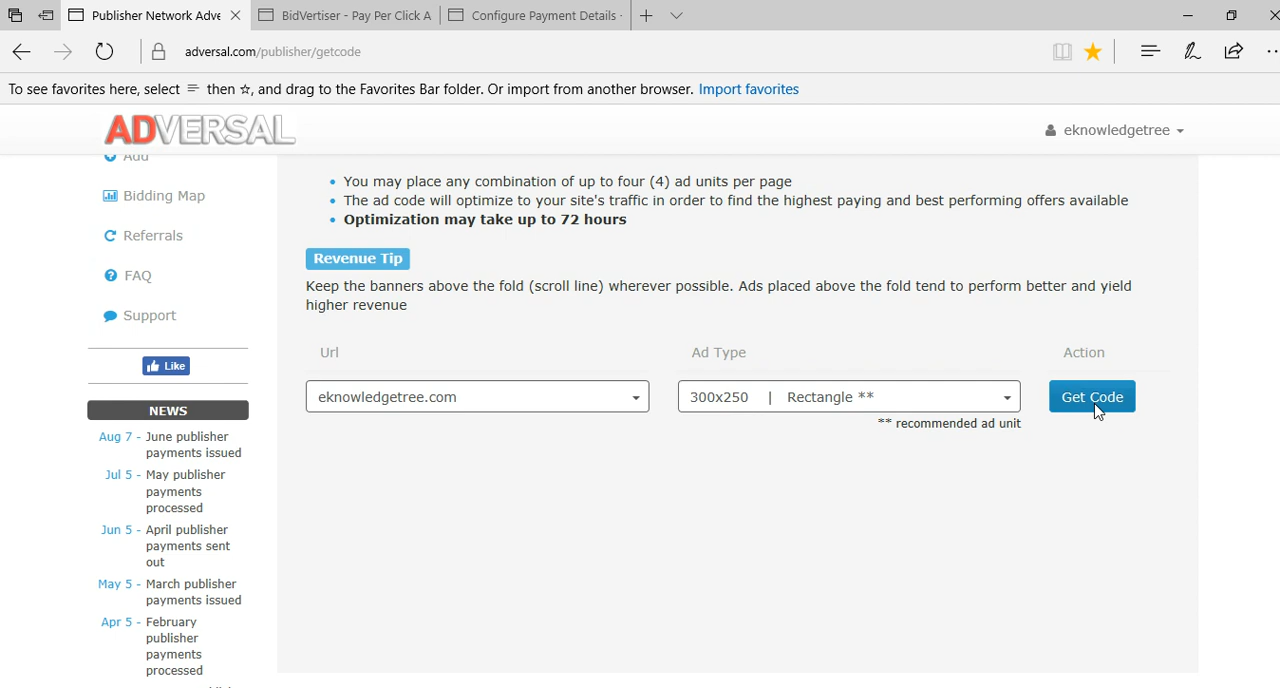 Publisher Network Adve
BidVertiser - Pay Per Click A
Configure Payment Details -
adversal.com/publisher/getcode
To see favorites here, select then ☆, and drag to the Favorites Bar folder. Or import from another browser. Import favorites
ADVERSAL
eknowledgetree
Add
Bidding Map
Referrals
FAQ
Support
Like
NEWS
Aug 7 - June publisher
payments issued
Jul 5 - May publisher
payments
processed
Jun 5 - April publisher
payments sent
out
May 5 - March publisher
payments issued
Apr 5 - February
publisher
payments
processed
• You may place any combination of up to four (4) ad units per page
• The ad code will optimize to your site's traffic in order to find the highest paying and best performing offers available
• Optimization may take up to 72 hours
Revenue Tip
Keep the banners above the fold (scroll line) wherever possible. Ads placed above the fold tend to perform better and yield
higher revenue
Url
Ad Type
Action
eknowledgetree.com
300x250 | Rectangle **
Get Code
** recommended ad unit